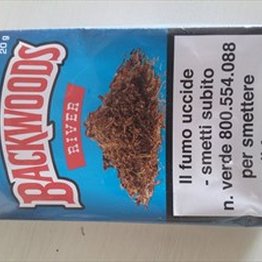 20 g
BACKWOODS
RIVER
Il fumo uccide
- smetti subito
n. verde 800.554.088
per smettere